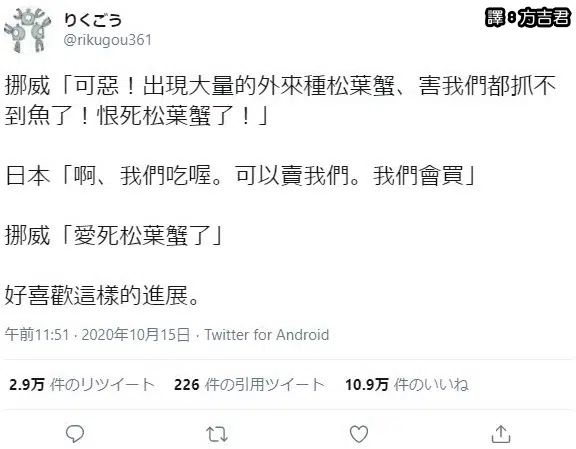 りくごう
譯：方吉君
@rikugou361
挪威「可惡！出現大量的外來種松葉蟹、害我們都抓不
到魚了！恨死松葉蟹了！」
日本「啊、我們吃喔。可以賣我們。我們會買」
挪威「愛死松葉蟹了」
好喜歡這樣的進展。
午前11:51 · 2020年10月15日 · Twitter for Android
2.9万 件のリツイート 226 件の引用ツイート 10.9万 件のいいね